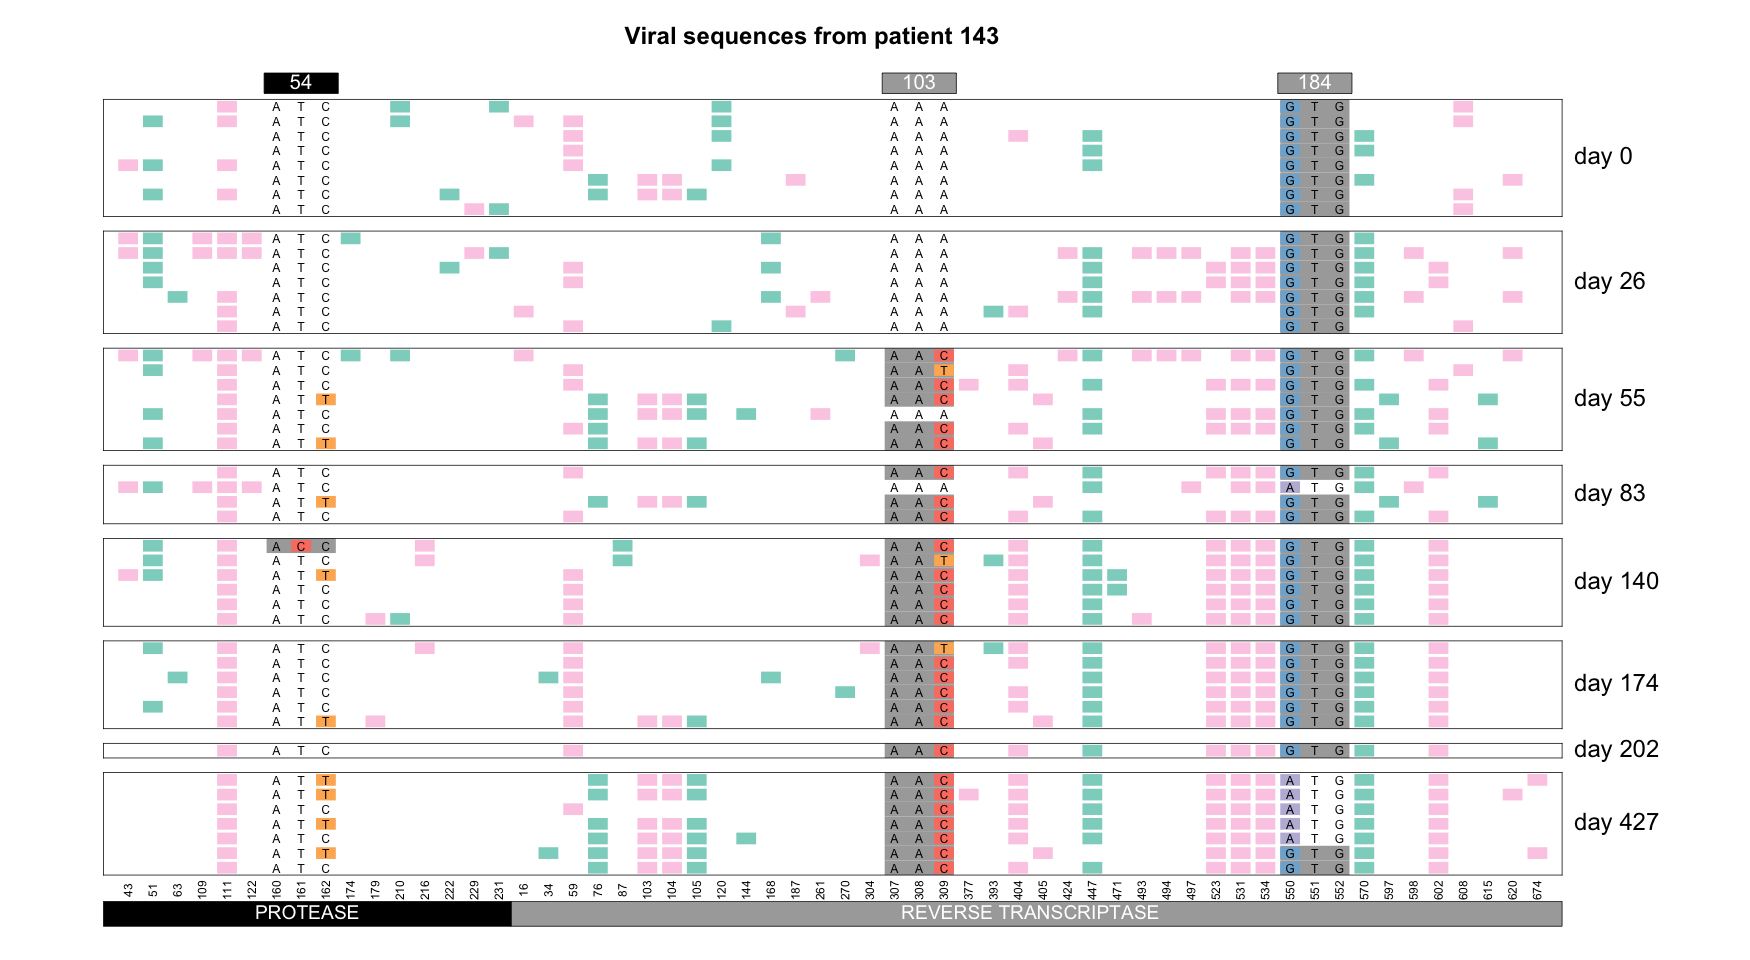 Viral sequences from patient 143
54 103 184
A T C A A A G T G
A T C A A A G T G
A T C A A A G T G
A T C A A A G T G
A T C A A A G T G
A T C A A A G T G
A T C A A A G T G
A T C A A A G T G
day 0
A T C A A A G T G
A T C A A A G T G
A T C A A A G T G
A T C A A A G T G
A T C A A A G T G
A T C A A A G T G
A T C A A A G T G
day 26
A T C A A C G T G
A T C A A T G T G
A T C A A C G T G
A T T A A C G T G
A T C A A A G T G
A T C A A C G T G
A T T A A C G T G
day 55
A T C A A C G T G
A T C A A A A T G
A T T A A C G T G
A T C A A C G T G
day 83
A C C A A C G T G
A T C A A T G T G
A T T A A C G T G
A T C A A C G T G
A T C A A C G T G
A T C A A C G T G
day 140
A T C A A T G T G
A T C A A C G T G
A T C A A C G T G
A T C A A C G T G
A T C A A C G T G
A T T A A C G T G
day 174
A T C A A C G T G
day 202
A T T A A C A T G
A T T A A C A T G
A T C A A C A T G
A T T A A C A T G
A T C A A C A T G
A T T A A C G T G
A T C A A C G T G
day 427
43 51 63 109 111 122 160 161 162 174 179 210 216 222 229 231 16 34 59 76 87 103 104 105 120 144 168 187 261 270 304 307 308 309 377 393 404 405 424 447 471 493 494 497 523 531 534 550 551 552 570 597 598 602 608 615 620 674
PROTEASE REVERSE TRANSCRIPTASE